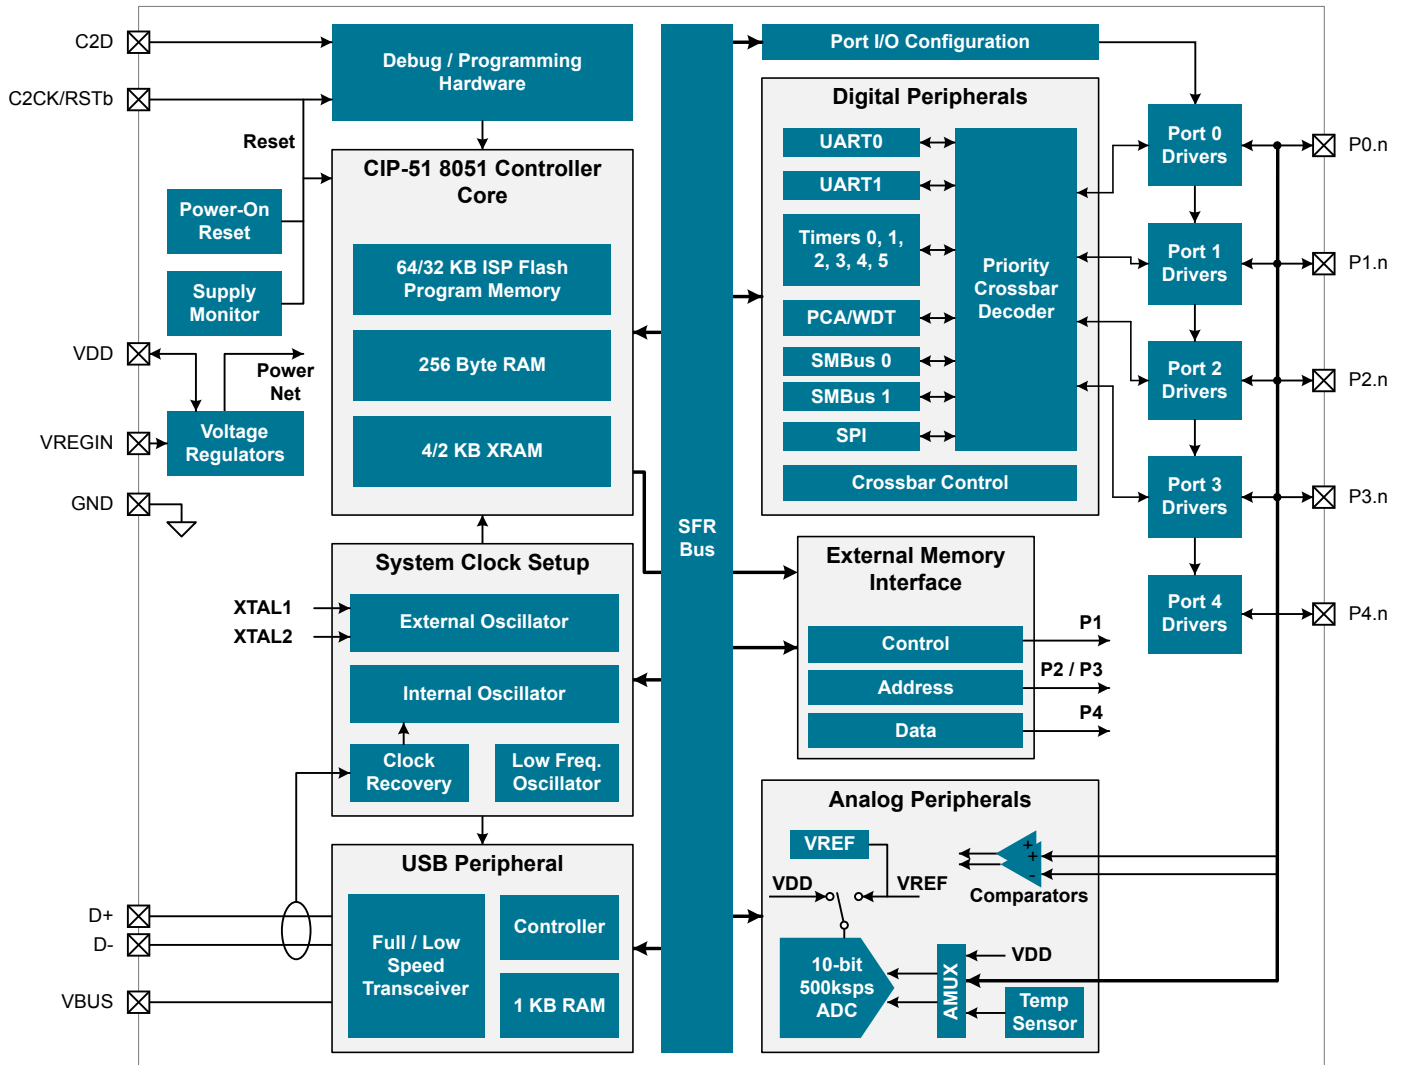 C2D
C2CK/RSTb
Debug / Programming
Hardware
Reset
Power-On
Reset
Supply
Monitor
VDD
Power
Net
VREGIN
Voltage
Regulators
GND
CIP-51 8051 Controller
Core
64/32 KB ISP Flash
Program Memory
256 Byte RAM
4/2 KB XRAM
System Clock Setup
XTAL1
XTAL2
External Oscillator
Internal Oscillator
Clock
Recovery
Low Freq.
Oscillator
USB Peripheral
D+
D-
VBUS
Full / Low
Speed
Transceiver
Controller
1 KB RAM
SFR
Bus
Port I/O Configuration
Digital Peripherals
UART0
UART1
Timers 0, 1,
2, 3, 4, 5
PCA/WDT
SMBus 0
SMBus 1
SPI
Priority
Crossbar
Decoder
Crossbar Control
Port 0
Drivers
P0.n
Port 1
Drivers
P1.n
Port 2
Drivers
P2.n
Port 3
Drivers
P3.n
Port 4
Drivers
P4.n
External Memory
Interface
Control
P1
Address
P2 / P3
Data
P4
Analog Peripherals
VREF
VDD
VREF
+
+
-
Comparators
10-bit
500ksps
ADC
AMUX
VDD
Temp
Sensor